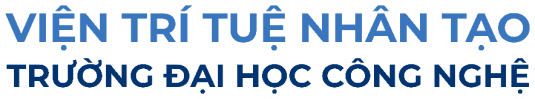 VIỆN TRÍ TUỆ NHÂN TẠO
TRƯỜNG ĐẠI HỌC CÔNG NGHỆ